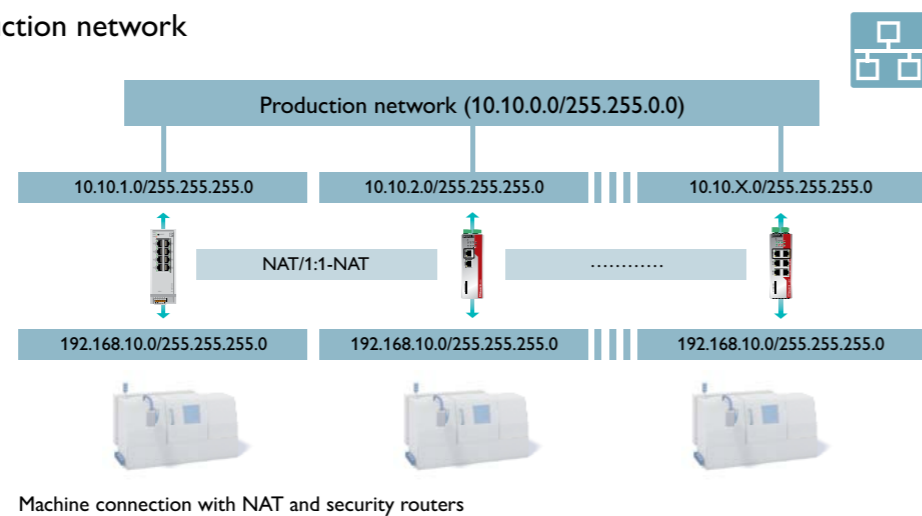 uction network
Production network (10.10.0.0/255.255.0.0)
10.10.1.0/255.255.255.0
10.10.2.0/255.255.255.0
10.10.X.0/255.255.255.0
NAT/1:1-NAT
............
192.168.10.0/255.255.255.0
192.168.10.0/255.255.255.0
192.168.10.0/255.255.255.0
Machine connection with NAT and security routers